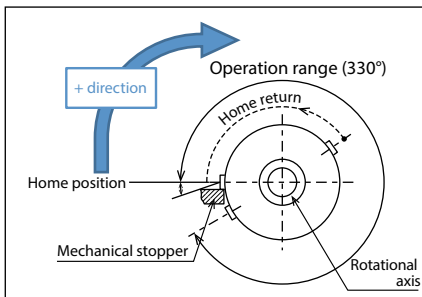 Operation range (330°)
+ direction
Home return
Home position
Mechanical stopper
Rotational
axis